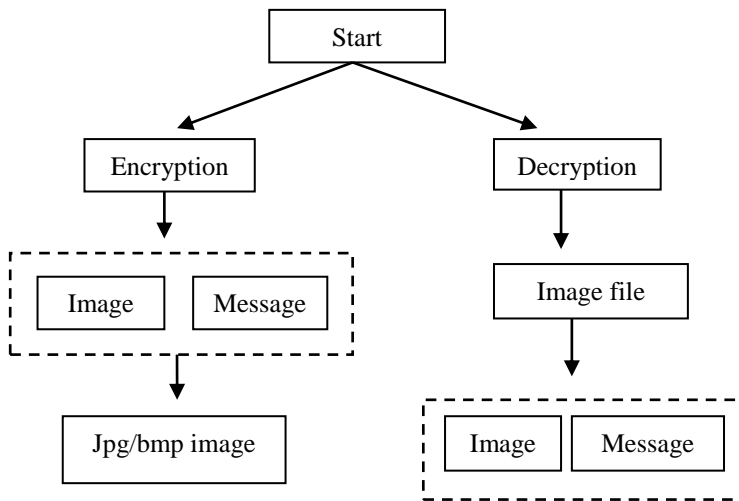 Start
Encryption
Decryption
Image
Message
Image file
Jpg/bmp image
Image
Message